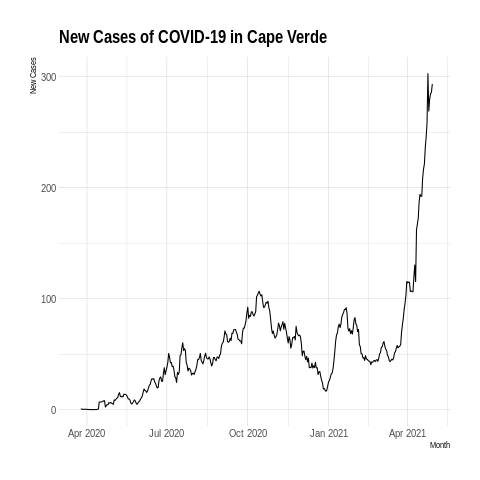 New Cases of COVID-19 in Cape Verde
New Cases
300
200
100
0
Apr 2020 Jul 2020 Oct 2020 Jan 2021 Apr 2021
Month